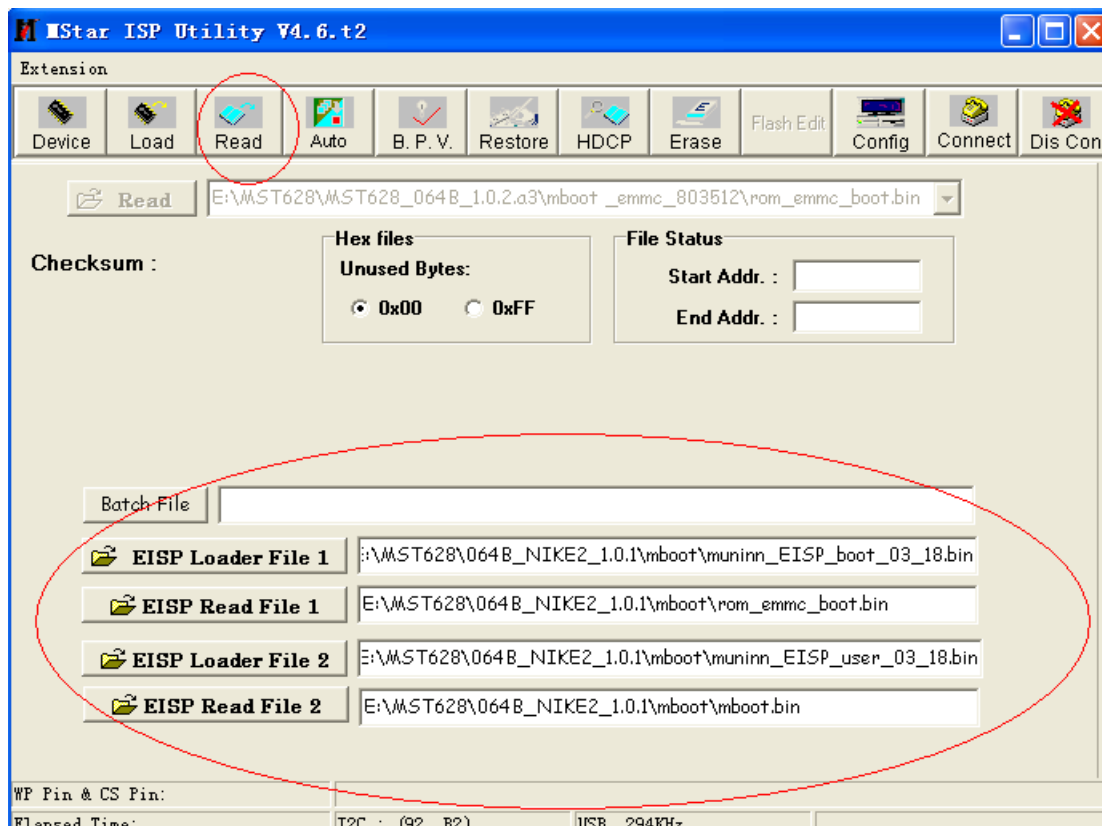 MStar ISP Utility V4.6.t2
Extension
Device Load Read Auto B. P. V. Restore HDCP Erase Flash Edit Config Connect Dis Con
Read E:\MST628\MST628_064B_1.0.2.a3\mboot _emmc_803512\rom_emmc_boot.bin
Hex files File Status
Checksum : Unused Bytes: Start Addr. :
0x00 0xFF End Addr. :
Batch File
EISP Loader File 1 :\MST628\064B_NIKE2_1.0.1\mboot\muninn_EISP_boot_03_18.bin
EISP Read File 1 E:\MST628\064B_NIKE2_1.0.1\mboot\rom_emmc_boot.bin
EISP Loader File 2 E:\MST628\064B_NIKE2_1.0.1\mboot\muninn_EISP_user_03_18.bin
EISP Read File 2 E:\MST628\064B_NIKE2_1.0.1\mboot\mboot.bin
WP Pin & CS Pin:
Elapsed Time: I2C : (92, B2) USB 294KHz